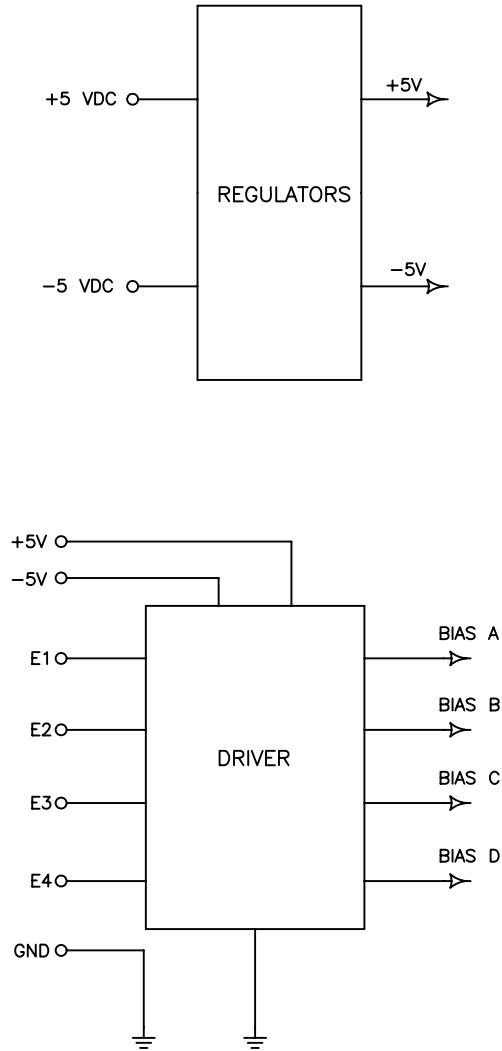 +5V
+5 VDC
REGULATORS
-5V
-5 VDC
+5V
-5V
BIAS A
E1
BIAS B
E2
DRIVER
BIAS C
E3
BIAS D
E4
GND